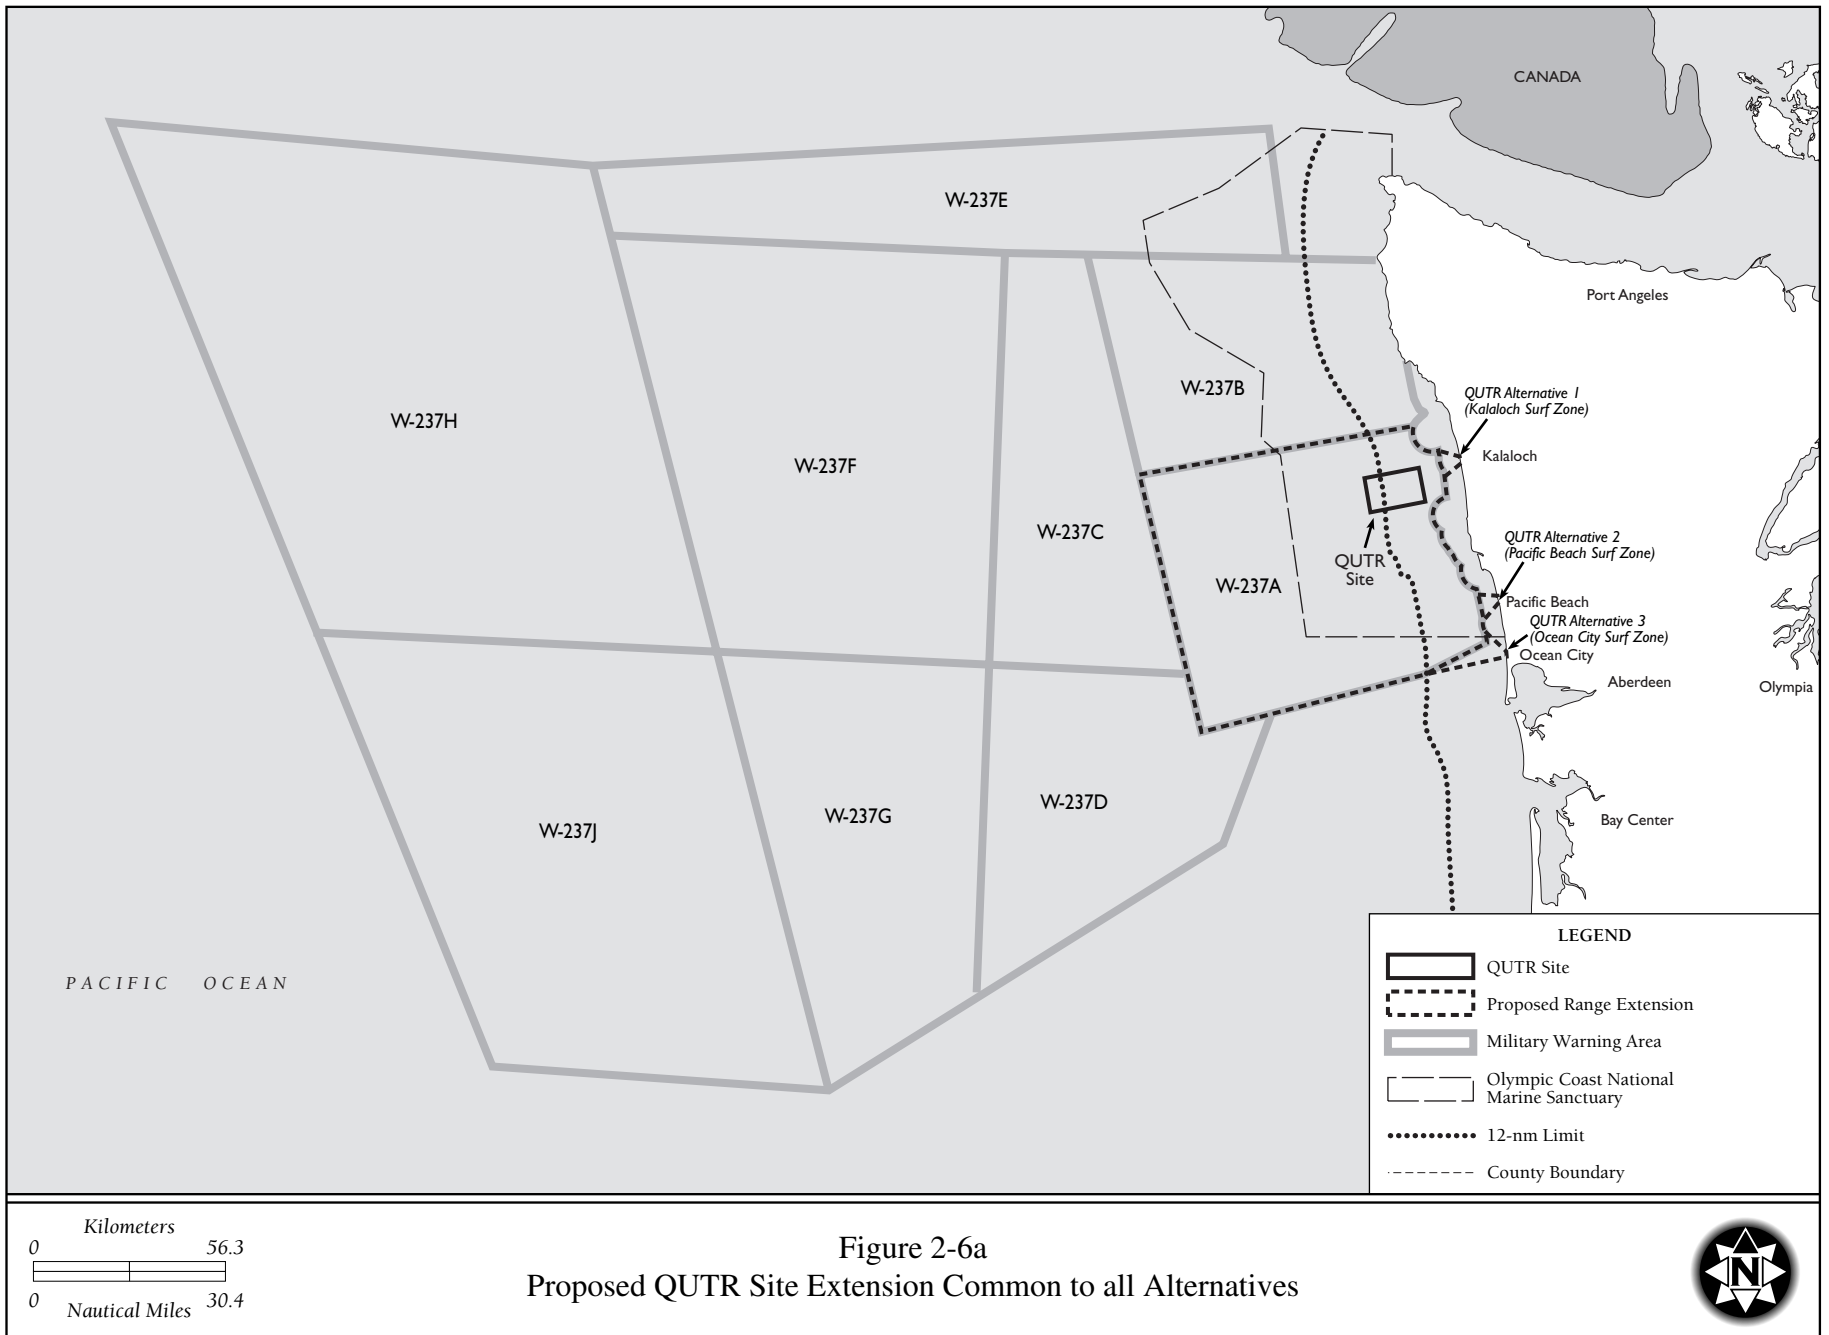 CANADA
W-237E
Port Angeles
W-237B
QUTR Alternative 1
(Kalaloch Surf Zone)
W-237H
Kalaloch
W-237F
W-237C
QUTR Alternative 2
(Pacific Beach Surf Zone)
QUTR
Site
W-237A
Pacific Beach
QUTR Alternative 3
(Ocean City Surf Zone)
Ocean City
Aberdeen
Olympia
W-237D
W-237G
Bay Center
W-237J
PACIFIC OCEAN
LEGEND
QUTR Site
Proposed Range Extension
Military Warning Area
Olympic Coast National
Marine Sanctuary
12-nm Limit
County Boundary
Kilometers
0 56.3
0 Nautical Miles 30.4
Figure 2-6a
Proposed QUTR Site Extension Common to all Alternatives
N